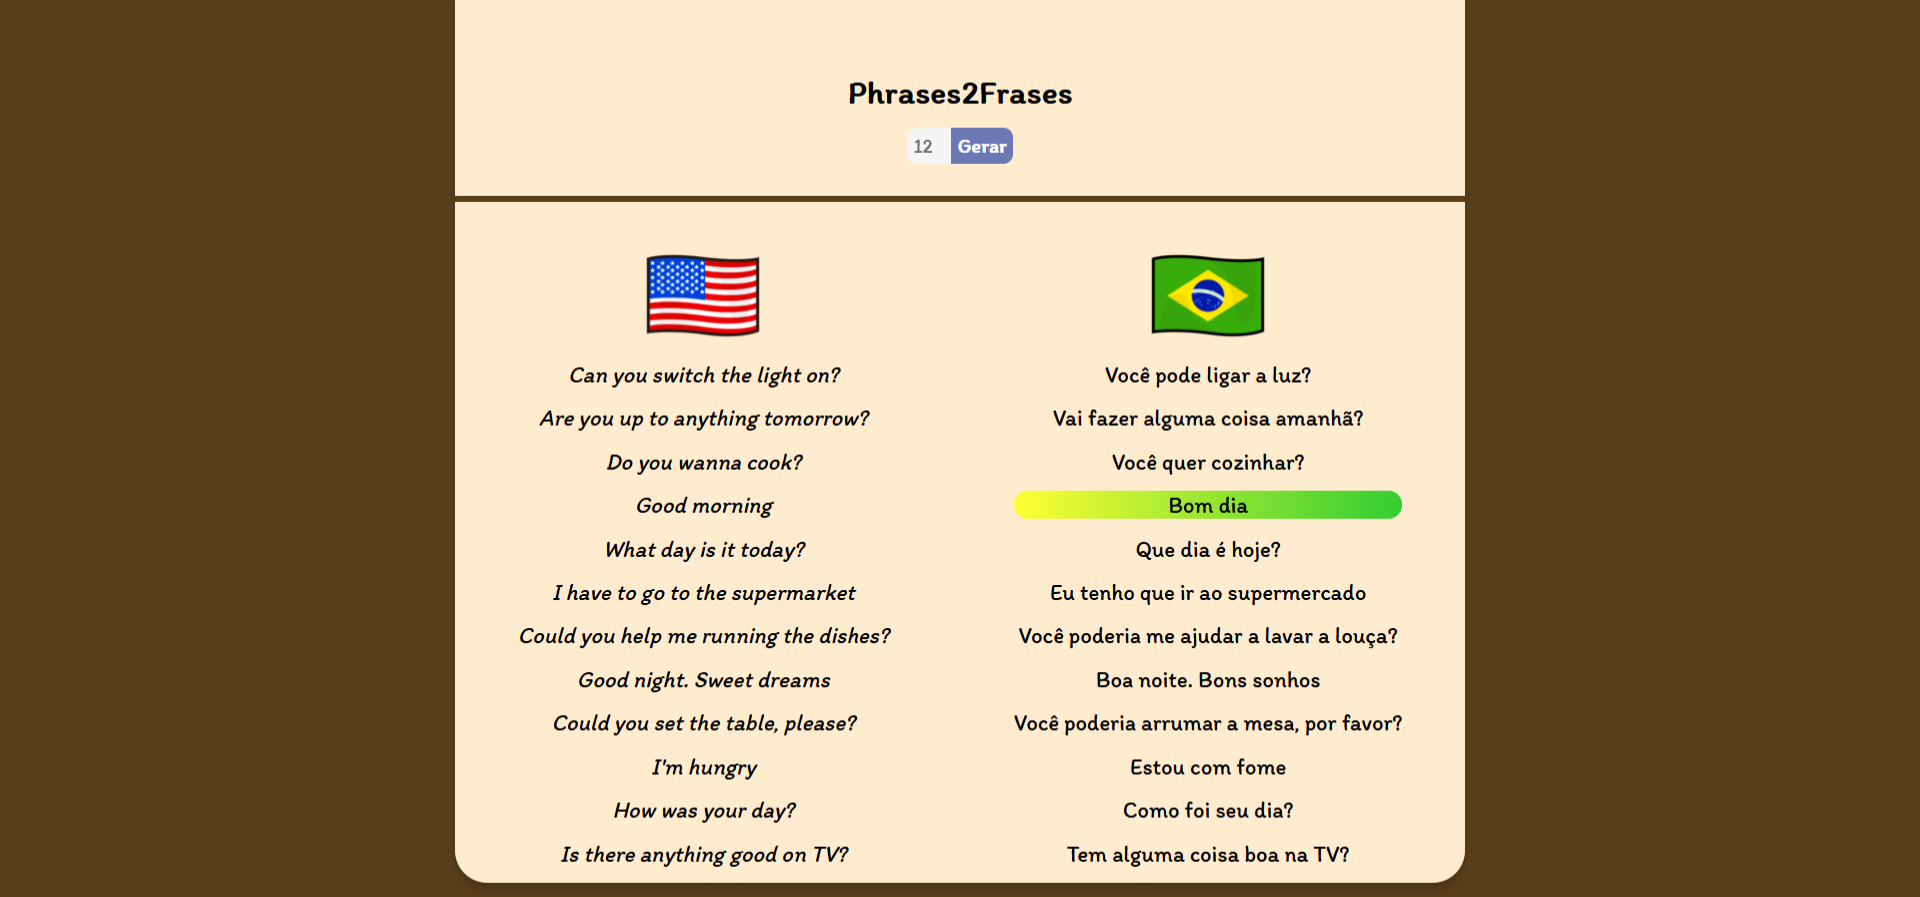 Phrases2Frases
12 Gerar
Can you switch the light on?
Você pode ligar a luz?
Are you up to anything tomorrow?
Vai fazer alguma coisa amanhã?
Do you wanna cook?
Você quer cozinhar?
Good morning
Bom dia
What day is it today?
Que dia é hoje?
I have to go to the supermarket
Eu tenho que ir ao supermercado
Could you help me running the dishes?
Você poderia me ajudar a lavar a louça?
Good night. Sweet dreams
Boa noite. Bons sonhos
Could you set the table, please?
Você poderia arrumar a mesa, por favor?
I'm hungry
Estou com fome
How was your day?
Como foi seu dia?
Is there anything good on TV?
Tem alguma coisa boa na TV?